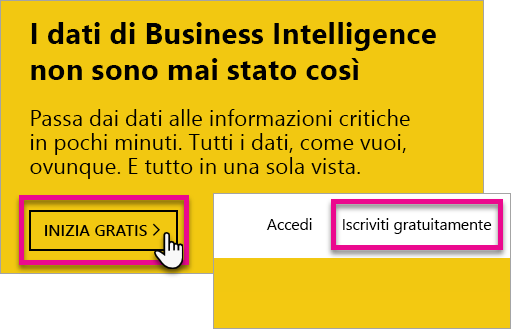 I dati di Business Intelligence
non sono mai stato così
Passa dai dati alle informazioni critiche
in pochi minuti. Tutti i dati, come vuoi,
ovunque. E tutto in una sola vista.
INIZIA GRATIS >
Accedi Iscriviti gratuitamente